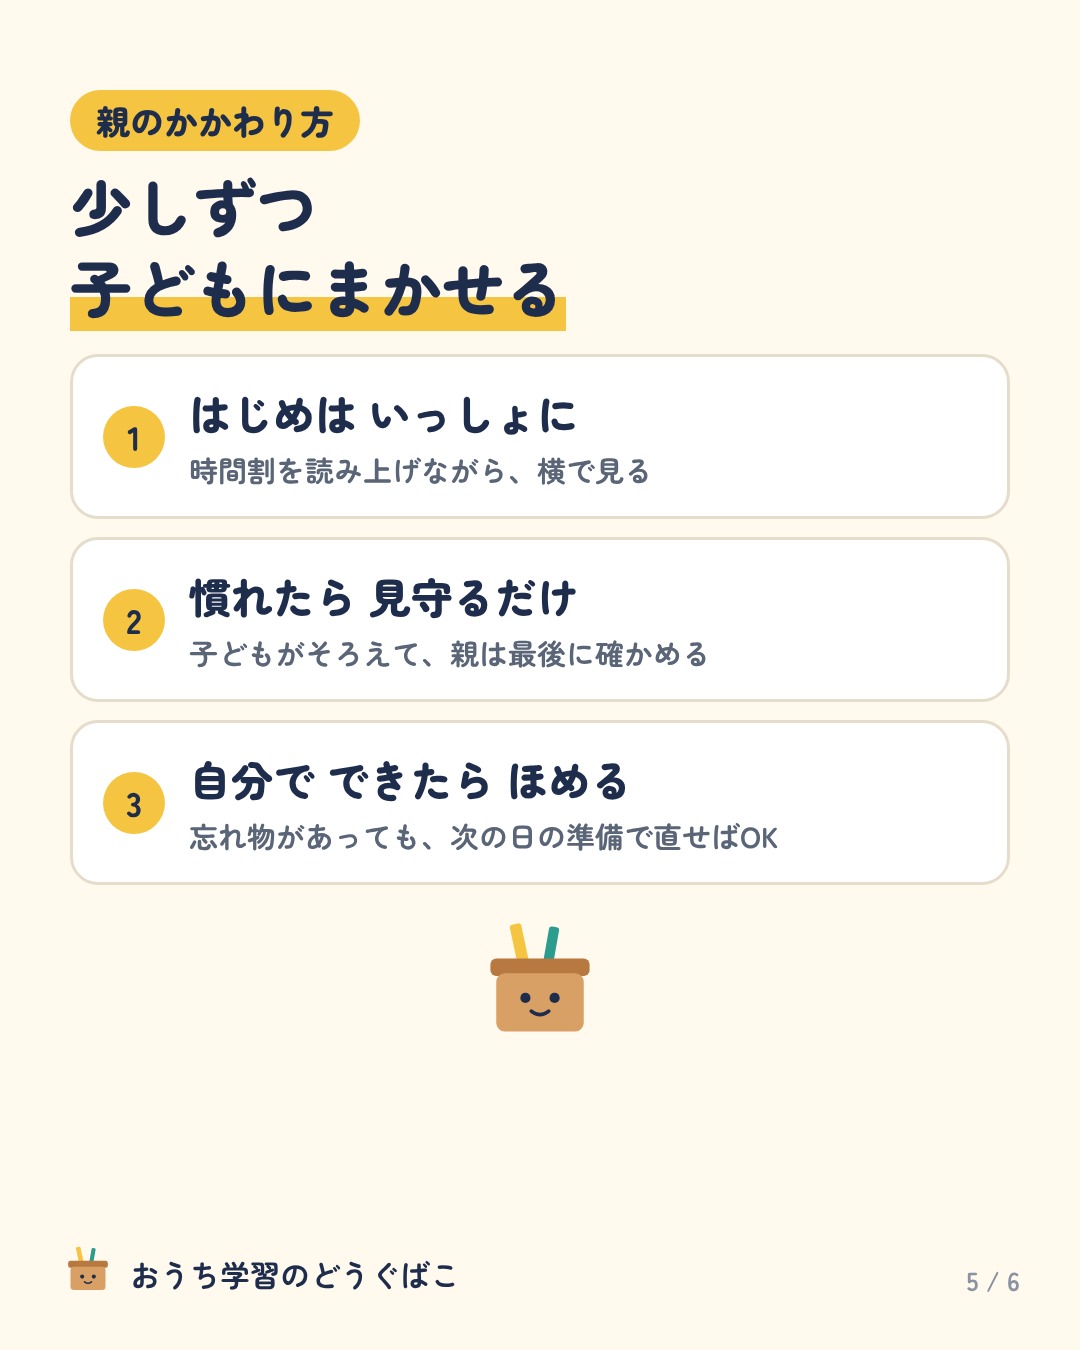 親のかかわり方
少しずつ
子どもにまかせる
1
はじめは いっしょに
時間割を読み上げながら、横で見る
2
慣れたら 見守るだけ
子どもがそろえて、親は最後に確かめる
3
自分で できたら ほめる
忘れ物があっても、次の日の準備で直せばOK
おうち学習のどうぐばこ
5 / 6